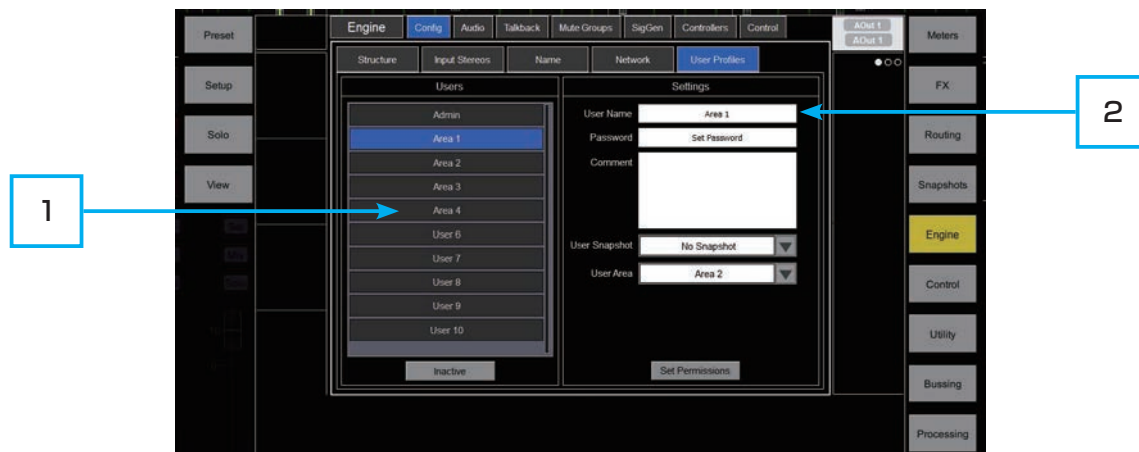 Preset
Engine Config Audio Talkback Mute Groups SigGen Controllers Control
AOut 1
AOut 1
Meters
Structure Input Stereos Name Network User Profiles
Setup
Users
Settings
FX
Admin
User Name Area 1
2
Solo
Area 1
Password Set Password
Routing
Area 2
Comment
View
Area 3
Snapshots
1
Area 4
User 6
User Snapshot No Snapshot
Engine
User 7
User 8
User Area Area 2
Control
User 9
User 10
Utility
Inactive
Set Permissions
Bussing
Processing